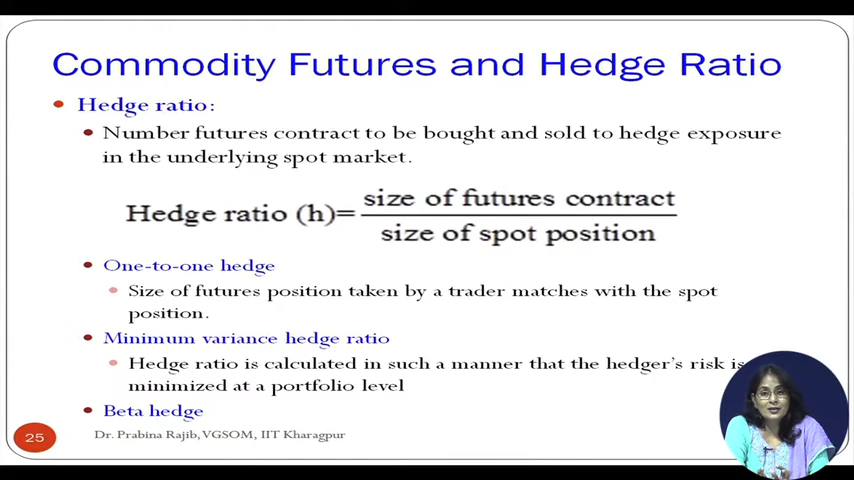 Commodity Futures and Hedge Ratio
Hedge ratio:
Number futures contract to be bought and sold to hedge exposure
in the underlying spot market.
Hedge ratio (h)= size of futures contract
size of spot position
One-to-one hedge
Size of futures position taken by a trader matches with the spot
position.
Minimum variance hedge ratio
Hedge ratio is calculated in such a manner that the hedger's risk is
minimized at a portfolio level
Beta hedge
25
Dr. Prabina Rajib, VGSOM, IIT Kharagpur